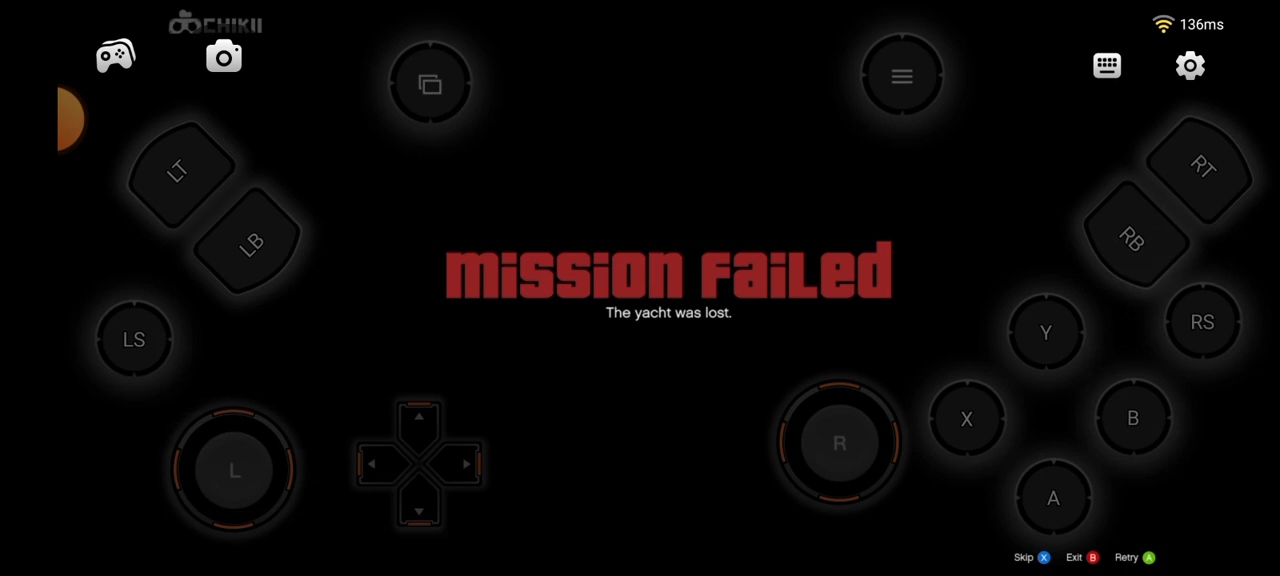 CHIKII
136ms
LT
RT
LB
RB
mission failed
The yacht was lost.
LS
Y
RS
X
B
L
R
A
Skip X Exit B Retry A